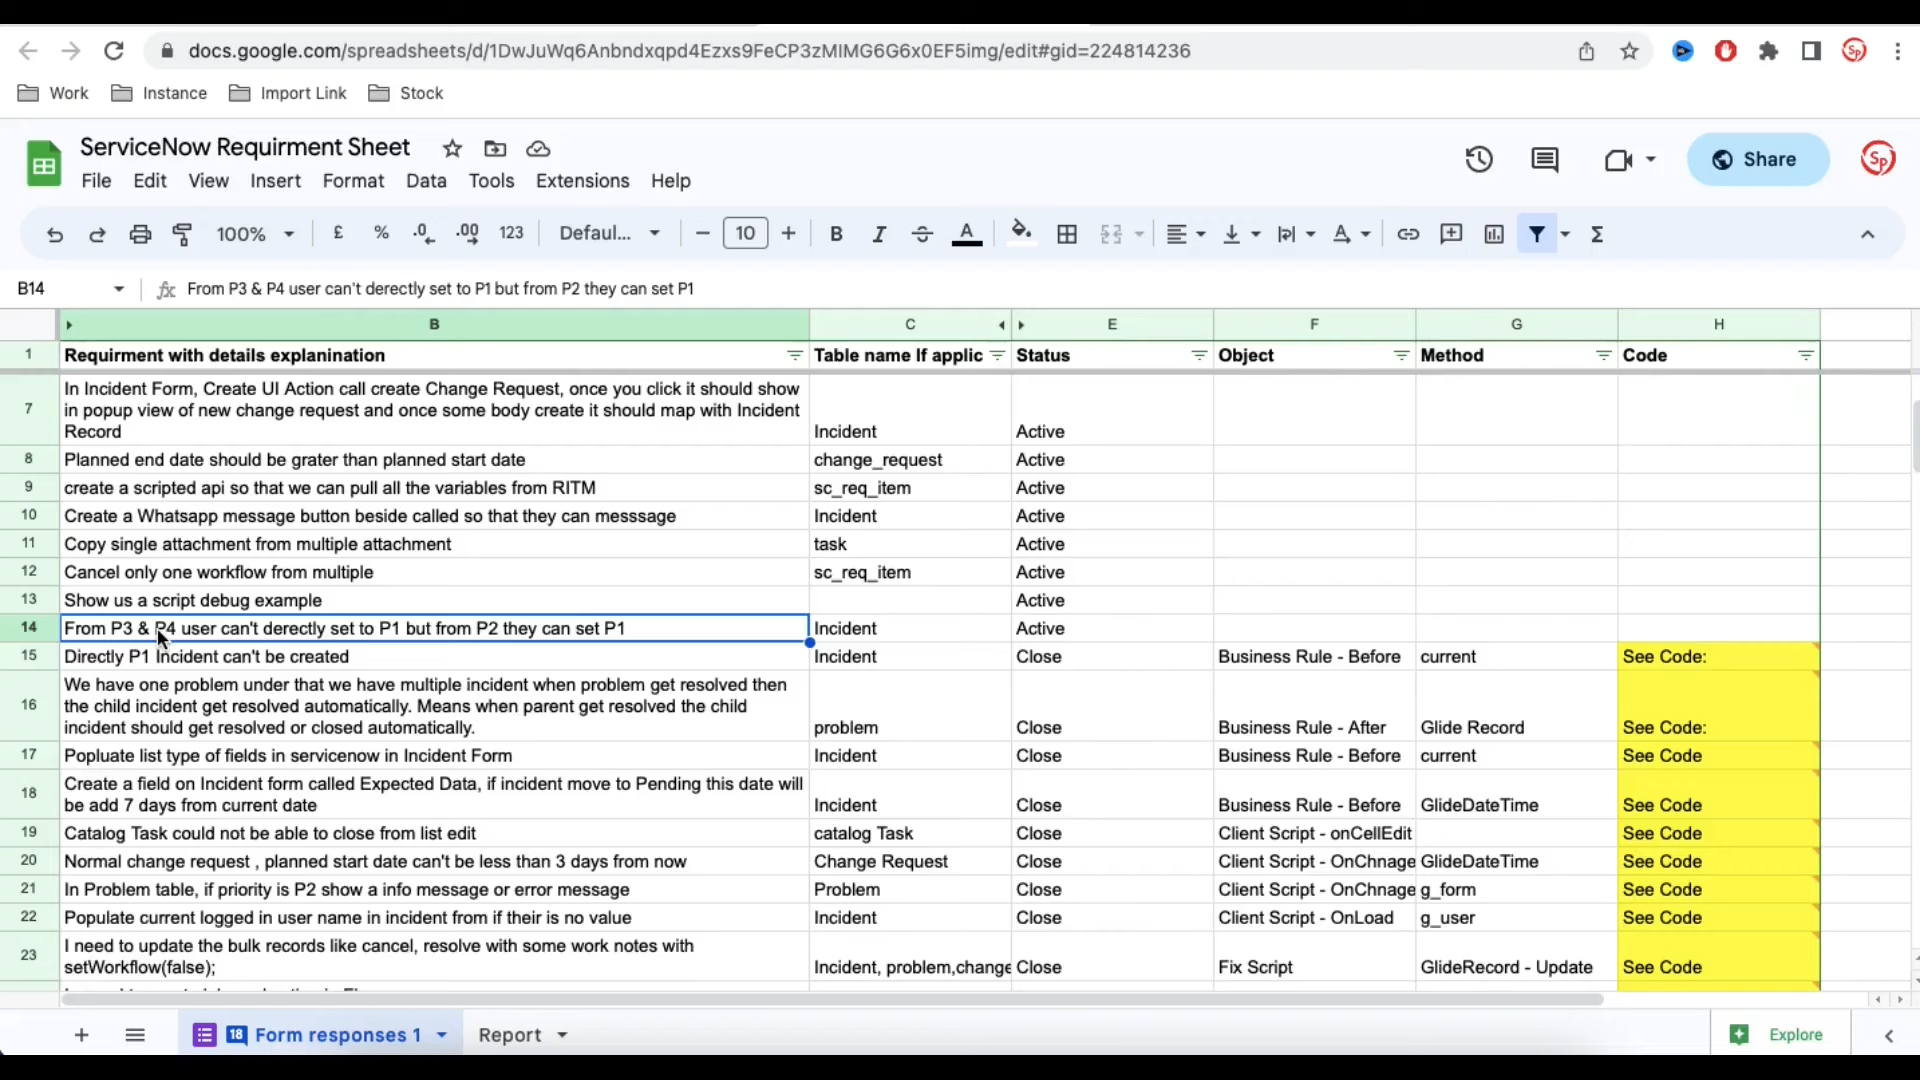 docs.google.com/spreadsheets/d/1DwJuWq6Anbndxqpd4Ezxs9FeCP3zMlMG6G6x0EF5img/edit#gid=224814236
Sp
Work Instance Import Link Stock
ServiceNow Requirment Sheet
File Edit View Insert Format Data Tools Extensions Help
Share
Sp
100% £ % .0 .00 123 Defaul... 10 B I A
B14 fx From P3 & P4 user can't derectly set to P1 but from P2 they can set P1
B C E F G H
1 Requirment with details explanination Table name If applic Status Object Method Code
7 In Incident Form, Create UI Action call create Change Request, once you click it should show
in popup view of new change request and once some body create it should map with Incident
Record Incident Active
8 Planned end date should be grater than planned start date change_request Active
9 create a scripted api so that we can pull all the variables from RITM sc_req_item Active
10 Create a Whatsapp message button beside called so that they can messsage Incident Active
11 Copy single attachment from multiple attachment task Active
12 Cancel only one workflow from multiple sc_req_item Active
13 Show us a script debug example Active
14 From P3 & P4 user can't derectly set to P1 but from P2 they can set P1 Incident Active
15 Directly P1 Incident can't be created Incident Close Business Rule - Before current See Code:
16 We have one problem under that we have multiple incident when problem get resolved then
the child incident get resolved automatically. Means when parent get resolved the child
incident should get resolved or closed automatically. problem Close Business Rule - After Glide Record See Code:
17 Popluate list type of fields in servicenow in Incident Form Incident Close Business Rule - Before current See Code
18 Create a field on Incident form called Expected Data, if incident move to Pending this date will
be add 7 days from current date Incident Close Business Rule - Before GlideDateTime See Code
19 Catalog Task could not be able to close from list edit catalog Task Close Client Script - onCellEdit See Code
20 Normal change request , planned start date can't be less than 3 days from now Change Request Close Client Script - OnChnage GlideDateTime See Code
21 In Problem table, if priority is P2 show a info message or error message Problem Close Client Script - OnChnage g_form See Code
22 Populate current logged in user name in incident from if their is no value Incident Close Client Script - OnLoad g_user See Code
23 I need to update the bulk records like cancel, resolve with some work notes with
setWorkflow(false); Incident, problem,change Close Fix Script GlideRecord - Update See Code
18 Form responses 1 Report Explore